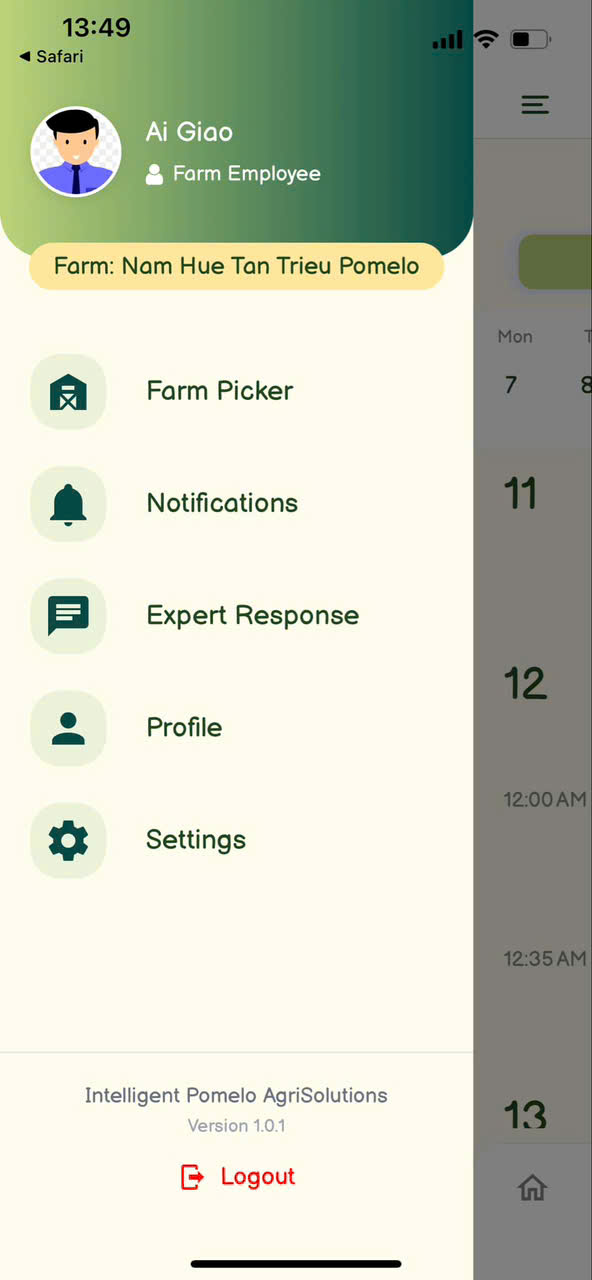 13:49
◀ Safari
Ai Giao
Farm Employee
Farm: Nam Hue Tan Trieu Pomelo
Farm Picker
Notifications
Expert Response
Profile
Settings
Intelligent Pomelo AgriSolutions
Version 1.0.1
Logout
Mon
7
8
11
12
12:00 AM
12:35 AM
13